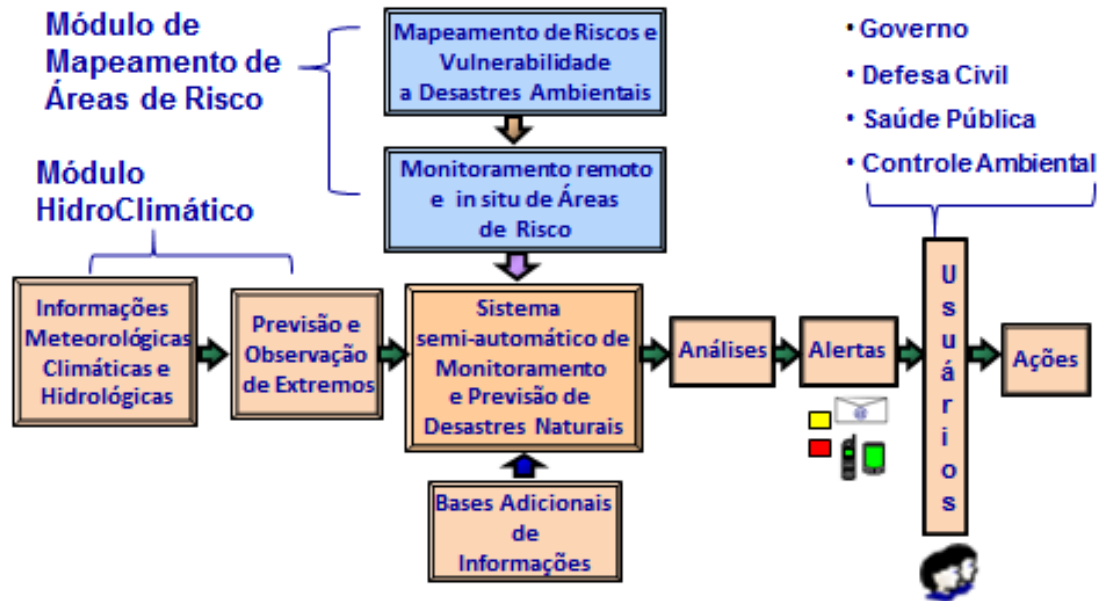 Módulo de
Mapeamento de
Áreas de Risco
Mapeamento de Riscos e
Vulnerabilidade
a Desastres Ambientais
• Governo
• Defesa Civil
• Saúde Pública
• Controle Ambiental
Módulo
HidroClimático
Monitoramento remoto
e in situ de Áreas
de Risco
Informações
Meteorológicas
Climáticas e
Hidrológicas
Previsão e
Observação
de Extremos
Sistema
semi-automático de
Monitoramento
e Previsão de
Desastres Naturais
Análises
Alertas
@
Usuários
Ações
Bases Adicionais
de
Informações